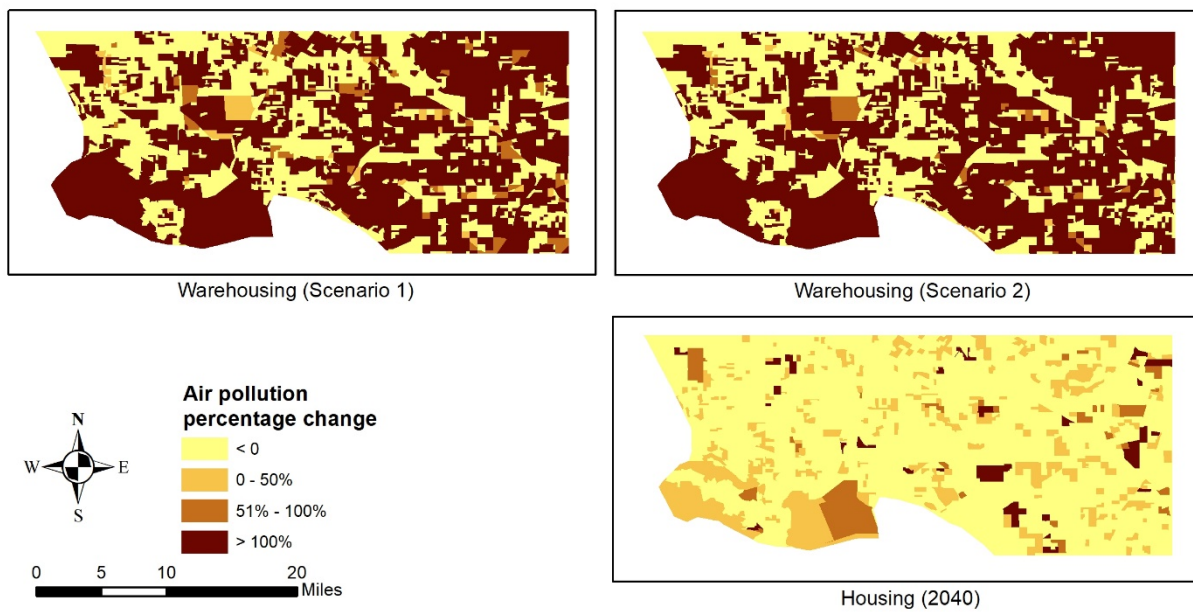 Warehousing (Scenario 1)
Warehousing (Scenario 2)
Air pollution
percentage change
< 0
0 - 50%
51% - 100%
> 100%
N
W E
S
0 5 10 20
Miles
Housing (2040)